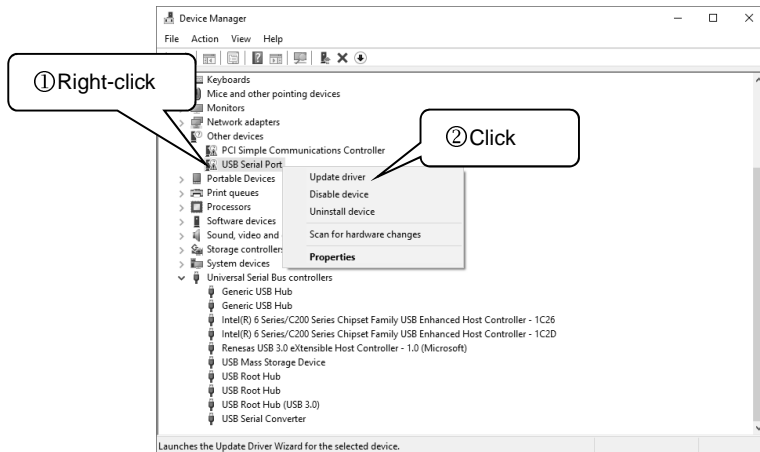 Device Manager
File Action View Help
①Right-click
Keyboards
Mice and other pointing devices
Monitors
Network adapters
Other devices
②Click
PCI Simple Communications Controller
USB Serial Port
Update driver
Portable Devices
Disable device
Print queues
Uninstall device
Processors
Software devices
Scan for hardware changes
Sound, video and
Storage controllers
Properties
System devices
Universal Serial Bus controllers
Generic USB Hub
Generic USB Hub
Intel(R) 6 Series/C200 Series Chipset Family USB Enhanced Host Controller - 1C26
Intel(R) 6 Series/C200 Series Chipset Family USB Enhanced Host Controller - 1C2D
Renesas USB 3.0 eXtensible Host Controller - 1.0 (Microsoft)
USB Mass Storage Device
USB Root Hub
USB Root Hub
USB Root Hub (USB 3.0)
USB Serial Converter
Launches the Update Driver Wizard for the selected device.